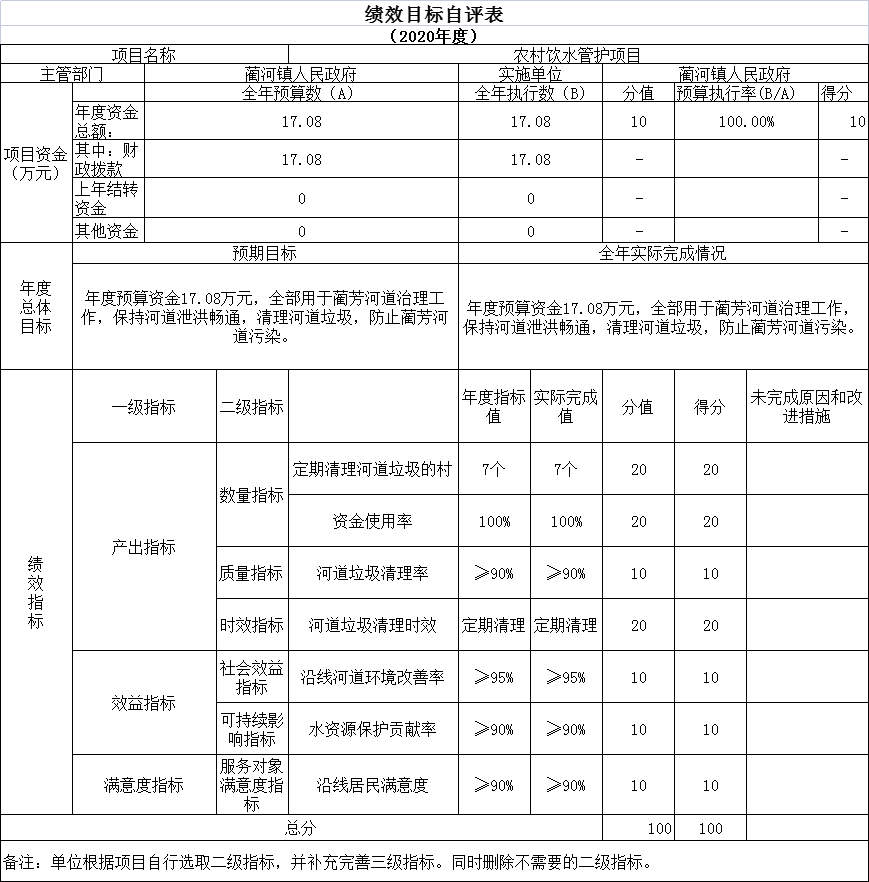 绩效目标自评表
（2020年度）
项目名称 农村饮水管护项目
主管部门 蔺河镇人民政府 实施单位 蔺河镇人民政府
项目资金
（万元）
全年预算数（A） 全年执行数（B） 分值 预算执行率(B/A) 得分
年度资金
总额： 17.08 17.08 10 100.00% 10
其中：财
政拨款 17.08 17.08 - -
上年结转
资金 0 0 - -
其他资金 0 0 - -
年度
总体
目标
预期目标 全年实际完成情况
年度预算资金17.08万元，全部用于蔺芳河道治理工
作，保持河道泄洪畅通，清理河道垃圾，防止蔺芳河
道污染。
年度预算资金17.08万元，全部用于蔺芳河道治理工作，
保持河道泄洪畅通，清理河道垃圾，防止蔺芳河道污染。
绩
效
指
标
一级指标 二级指标 年度指标
值 实际完成
值 分值 得分 未完成原因和改
进措施
产出指标 数量指标 定期清理河道垃圾的村 7个 7个 20 20
资金使用率 100% 100% 20 20
质量指标 河道垃圾清理率 ≥90% ≥90% 10 10
时效指标 河道垃圾清理时效 定期清理 定期清理 20 20
效益指标 社会效益
指标 沿线河道环境改善率 ≥95% ≥95% 10 10
可持续影
响指标 水资源保护贡献率 ≥90% ≥90% 10 10
满意度指标 服务对象
满意度指
标 沿线居民满意度 ≥90% ≥90% 10 10
总分 100 100
备注：单位根据项目自行选取二级指标，并补充完善三级指标。同时删除不需要的二级指标。